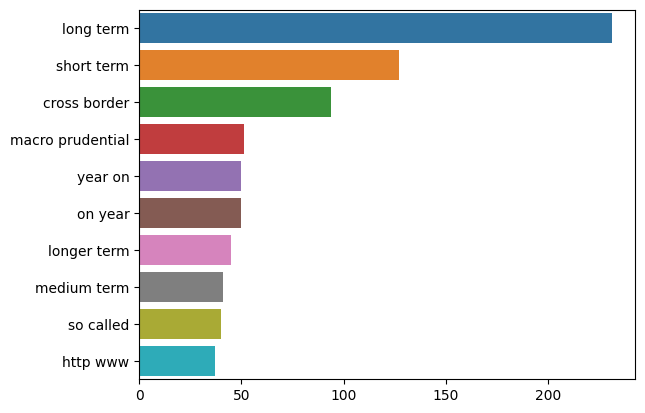 long term
short term
cross border
macro prudential
year on
on year
longer term
medium term
so called
http www
0 50 100 150 200